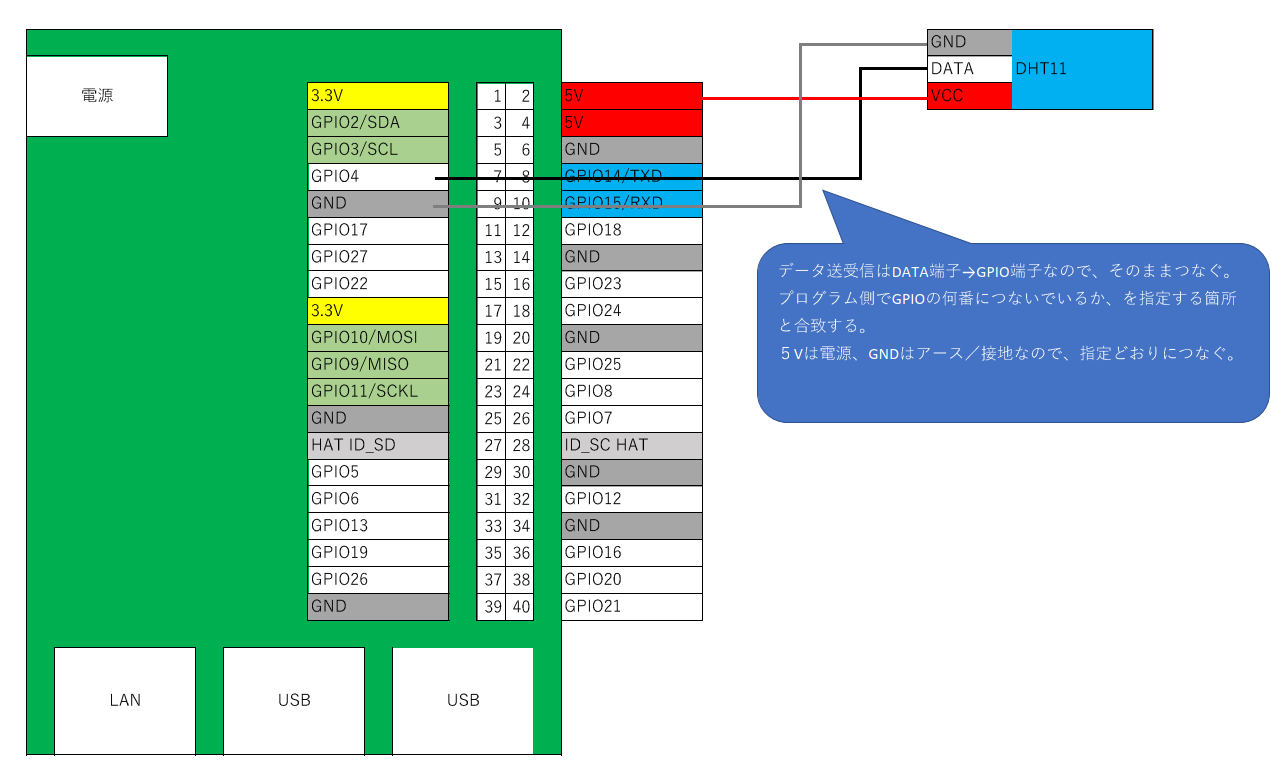 GND
DATA DHT11
VCC
電源
3.3V 1 2 5V
GPIO2/SDA 3 4 5V
GPIO3/SCL 5 6 GND
GPIO4 7 8 GPIO14/TXD
GND 9 10 GPIO15/RXD
GPIO17 11 12 GPIO18
GPIO27 13 14 GND
GPIO22 15 16 GPIO23
3.3V 17 18 GPIO24
GPIO10/MOSI 19 20 GND
GPIO9/MISO 21 22 GPIO25
GPIO11/SCKL 23 24 GPIO8
GND 25 26 GPIO7
HAT ID_SD 27 28 ID_SC HAT
GPIO5 29 30 GND
GPIO6 31 32 GPIO12
GPIO13 33 34 GND
GPIO19 35 36 GPIO16
GPIO26 37 38 GPIO20
GND 39 40 GPIO21
データ送受信はDATA端子→GPIO端子なので、そのままつなぐ。
プログラム側でGPIOの何番につないでいるか、を指定する箇所
と合致する。
５Vは電源、GNDはアース／接地なので、指定どおりにつなぐ。
LAN USB USB